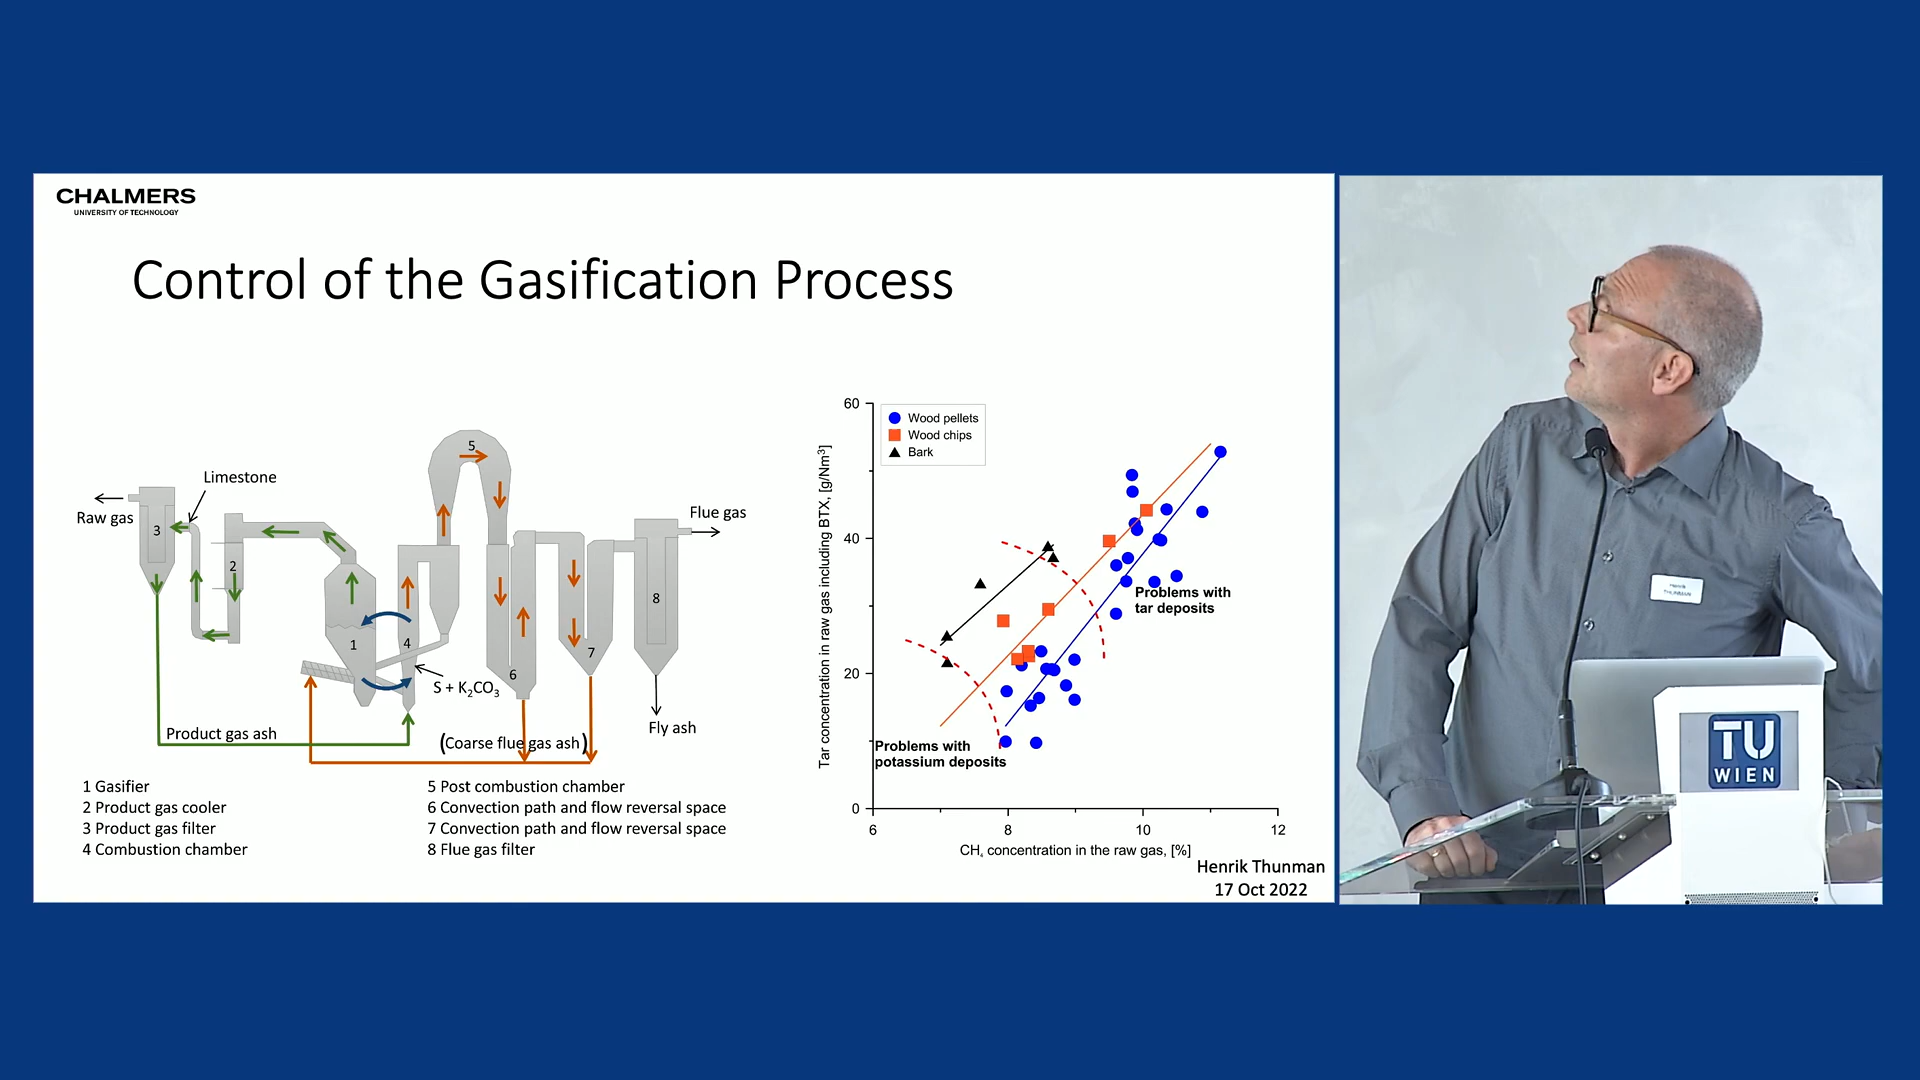 CHALMERS
UNIVERSITY OF TECHNOLOGY
Control of the Gasification Process
Limestone
Raw gas
3
2
1
4
5
6
7
8
Flue gas
S + K₂CO₃
Fly ash
Product gas ash
(Coarse flue gas ash)
1 Gasifier
2 Product gas cooler
3 Product gas filter
4 Combustion chamber
5 Post combustion chamber
6 Convection path and flow reversal space
7 Convection path and flow reversal space
8 Flue gas filter
Tar concentration in raw gas including BTX, [g/Nm³]
60
40
20
0
Wood pellets
Wood chips
Bark
Problems with
tar deposits
Problems with
potassium deposits
6
8
10
12
CH₄ concentration in the raw gas, [%]
Henrik Thunman
17 Oct 2022
Henrik
THUNMAN
TU
WIEN